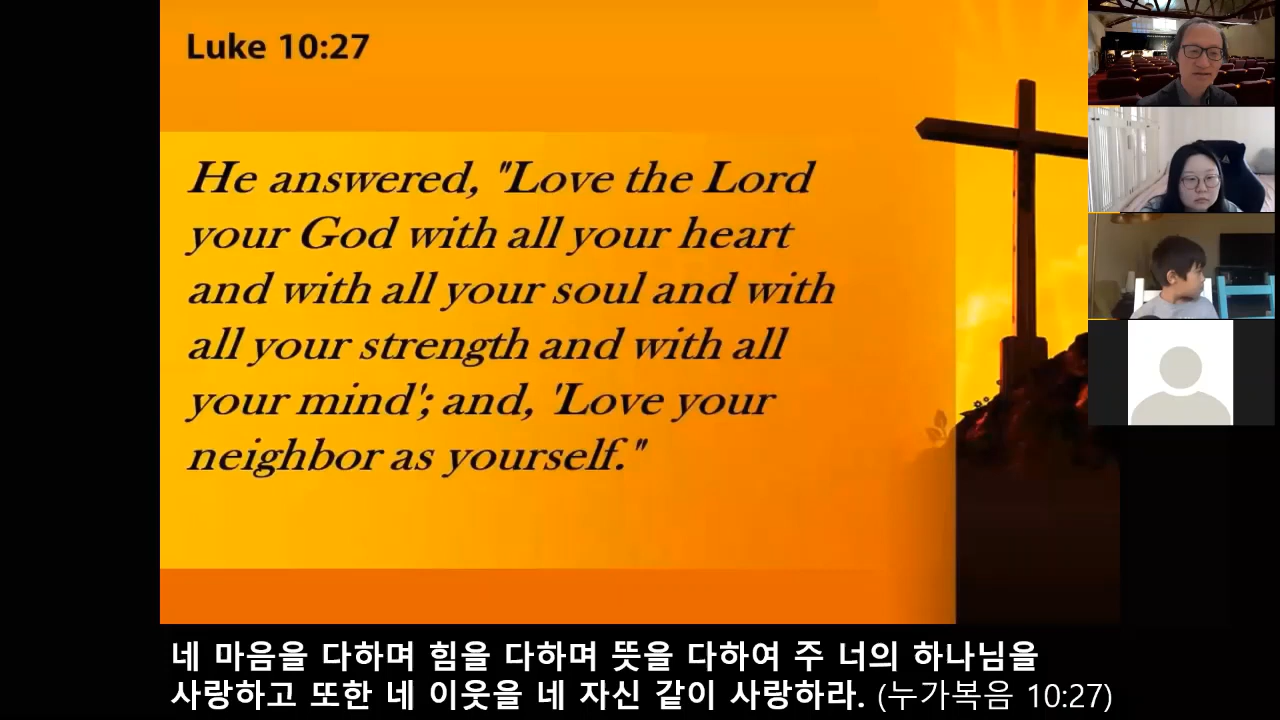 Luke 10:27
He answered, "Love the Lord
your God with all your heart
and with all your soul and with
all your strength and with all
your mind'; and, 'Love your
neighbor as yourself."
네 마음을 다하며 힘을 다하며 뜻을 다하여 주 너의 하나님을
사랑하고 또한 네 이웃을 네 자신 같이 사랑하라. (누가복음 10:27)